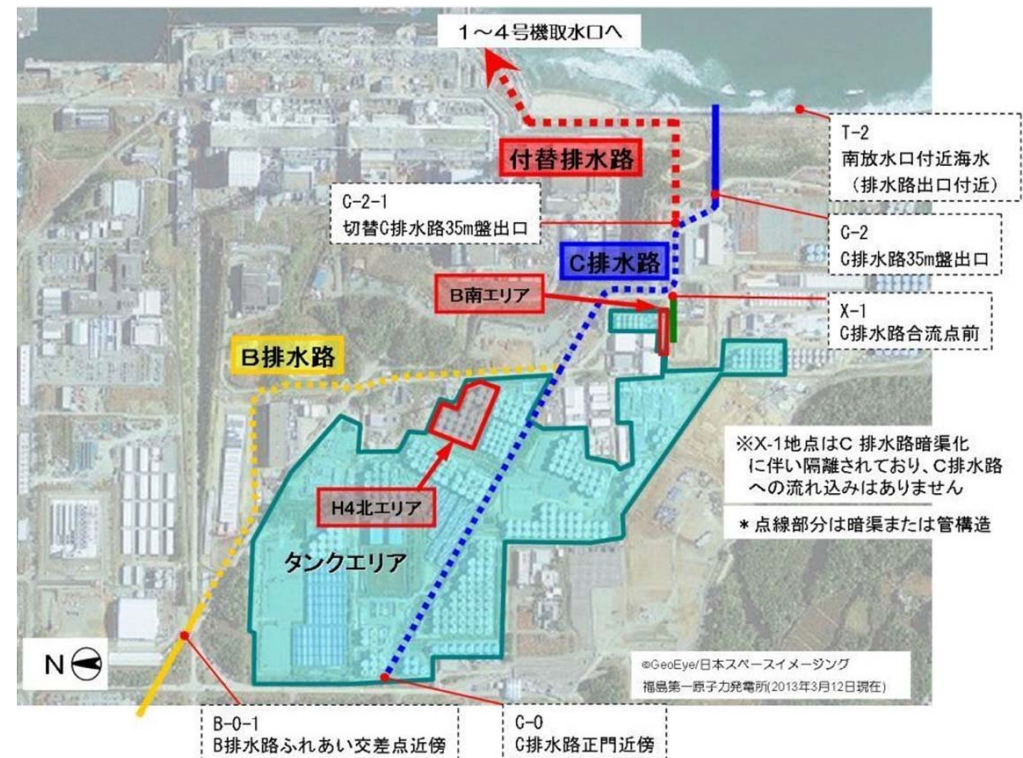 1～4号機取水口へ
T-2
南放水口付近海水
（排水路出口付近）
付替排水路
C-2-1
切替C排水路35m盤出口
C-2
C排水路35m盤出口
C排水路
B南エリア
X-1
C排水路合流点前
B排水路
※X-1地点はC 排水路暗渠化
に伴い隔離されており、C排水路
への流れ込みはありません
H4北エリア
＊点線部分は暗渠または管構造
タンクエリア
N
©GeoEye/日本スペースイメージング
福島第一原子力発電所(2013年3月12日現在)
B-0-1
B排水路ふれあい交差点近傍
C-0
C排水路正門近傍